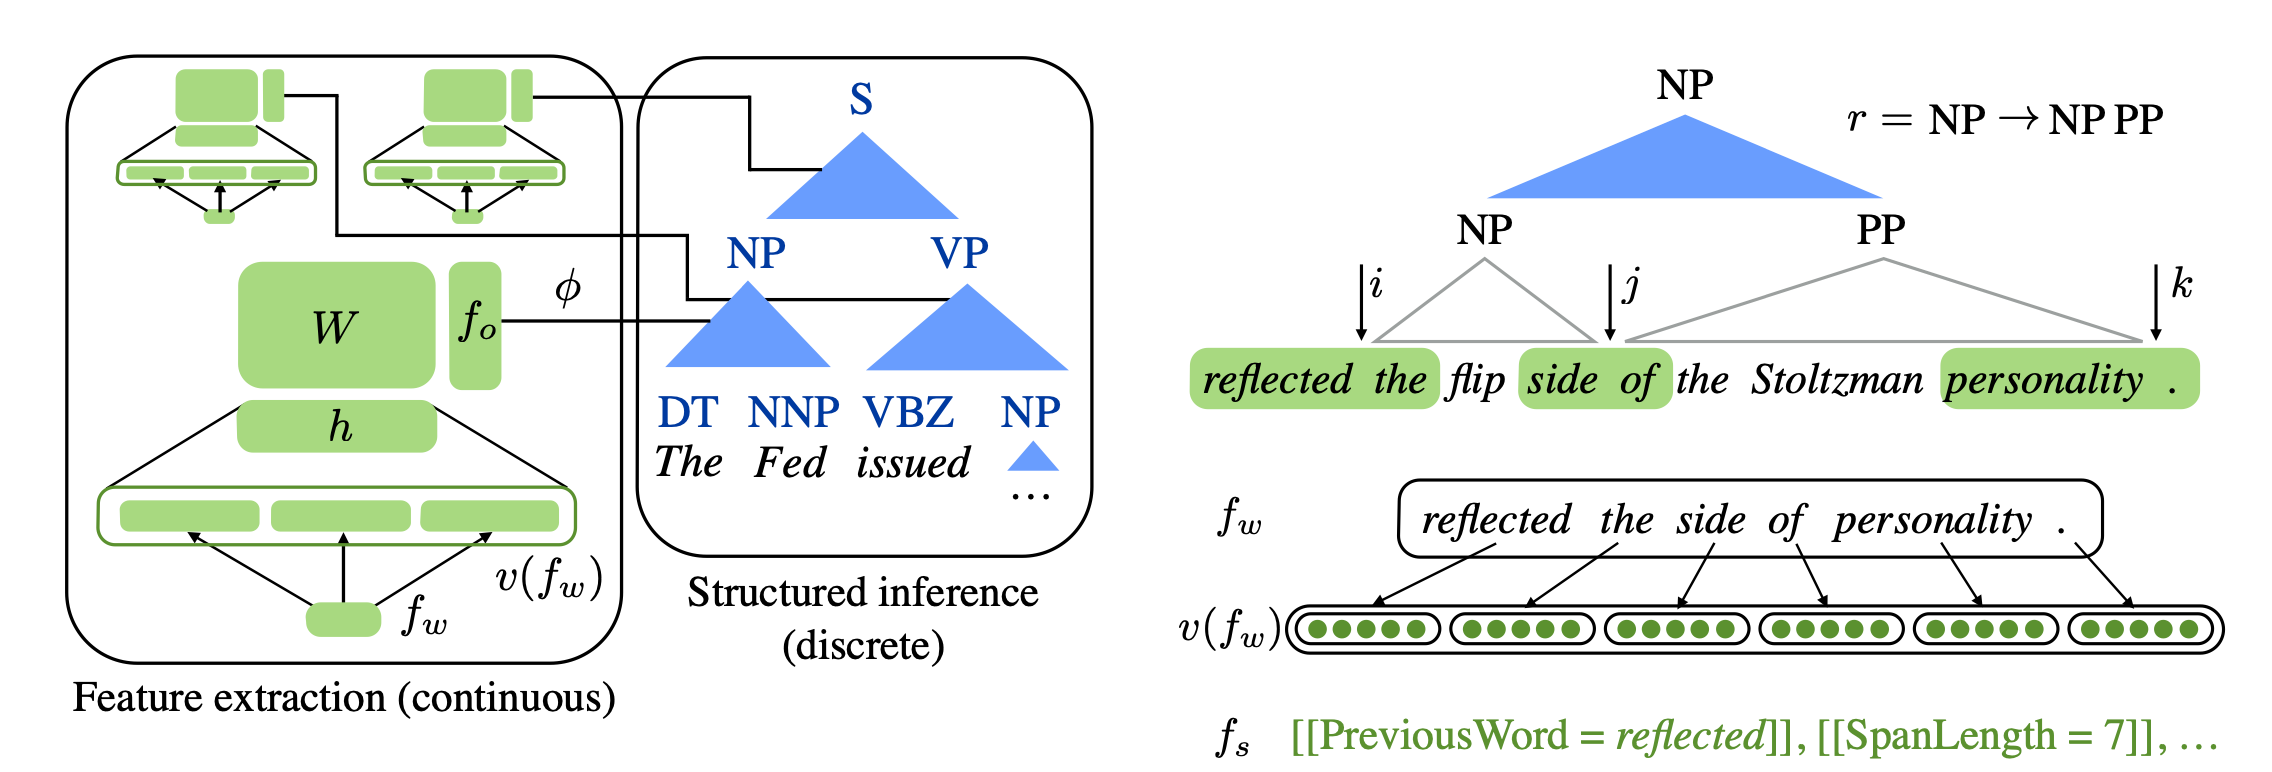 W
f_o
ϕ
h
v(f_w)
f_w
Feature extraction (continuous)
S
NP VP
DT NNP VBZ NP
The Fed issued
...
Structured inference
(discrete)
NP
r = NP → NP PP
NP PP
i j k
reflected the flip side of the Stoltzman personality .
f_w reflected the side of personality .
v(f_w)
f_s [[PreviousWord = reflected]], [[SpanLength = 7]], ...